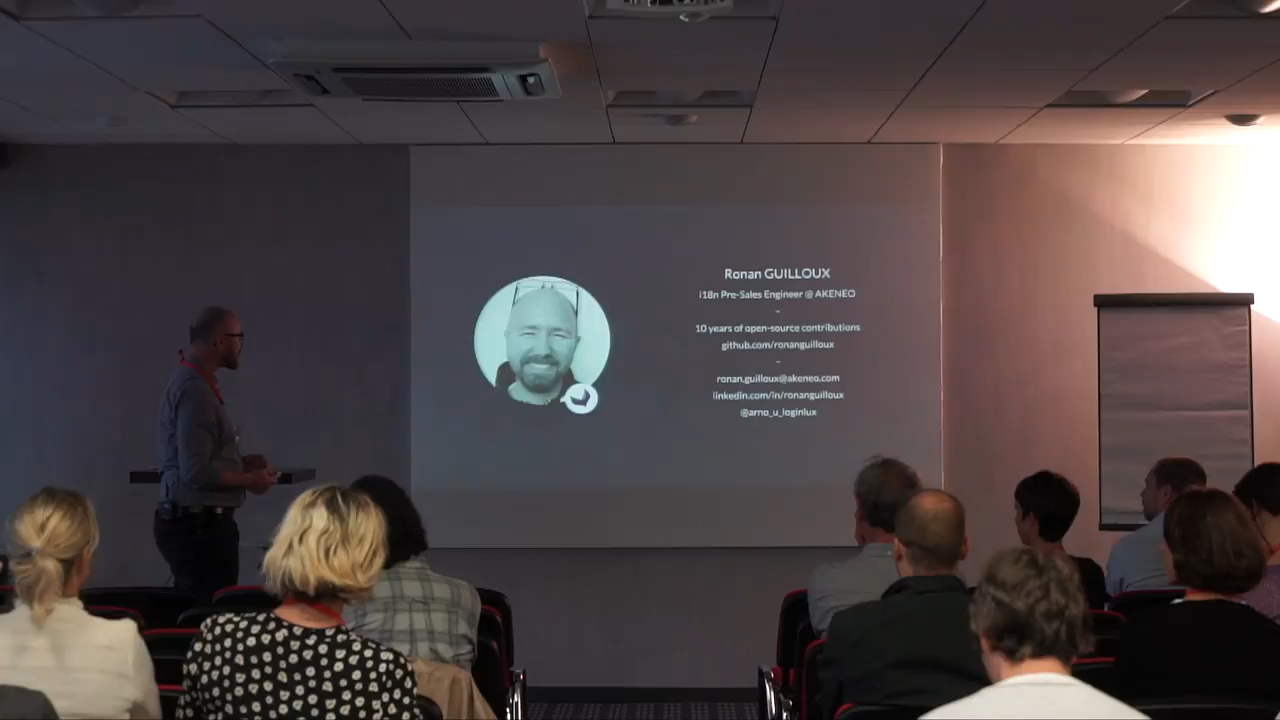 Ronan GUILLOUX
i18n Pre-Sales Engineer @ AKENEO
-
10 years of open-source contributions
github.com/ronanguilloux
-
ronan.guilloux@akeneo.com
linkedin.com/in/ronanguilloux
@arno_u_loginlux